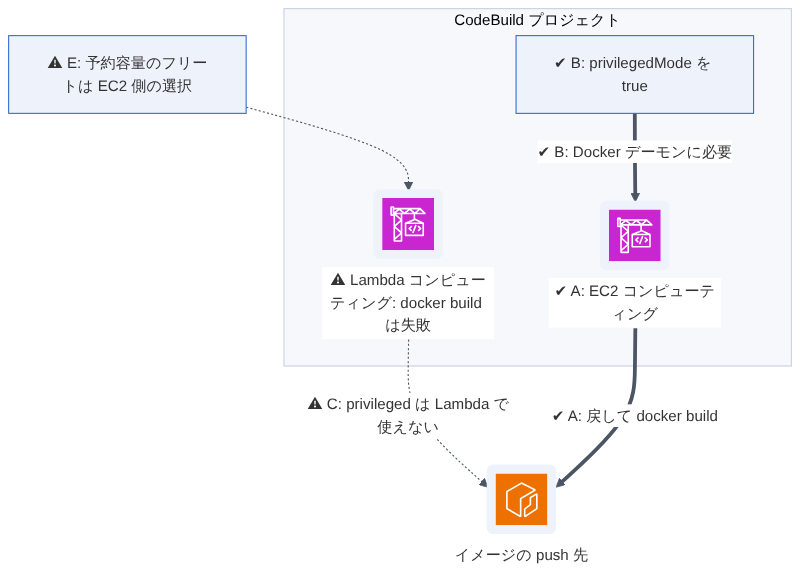 CodeBuild プロジェクト
⚠ E: 予約容量のフリー
トは EC2 側の選択
✔ B: privilegedMode を
true
✔ B: Docker デーモンに必要
⚠ Lambda コンピュー
ティング: docker build
は失敗
✔ A: EC2 コンピューテ
ィング
⚠ C: privileged は Lambda で
使えない
✔ A: 戻して docker build
イメージの push 先